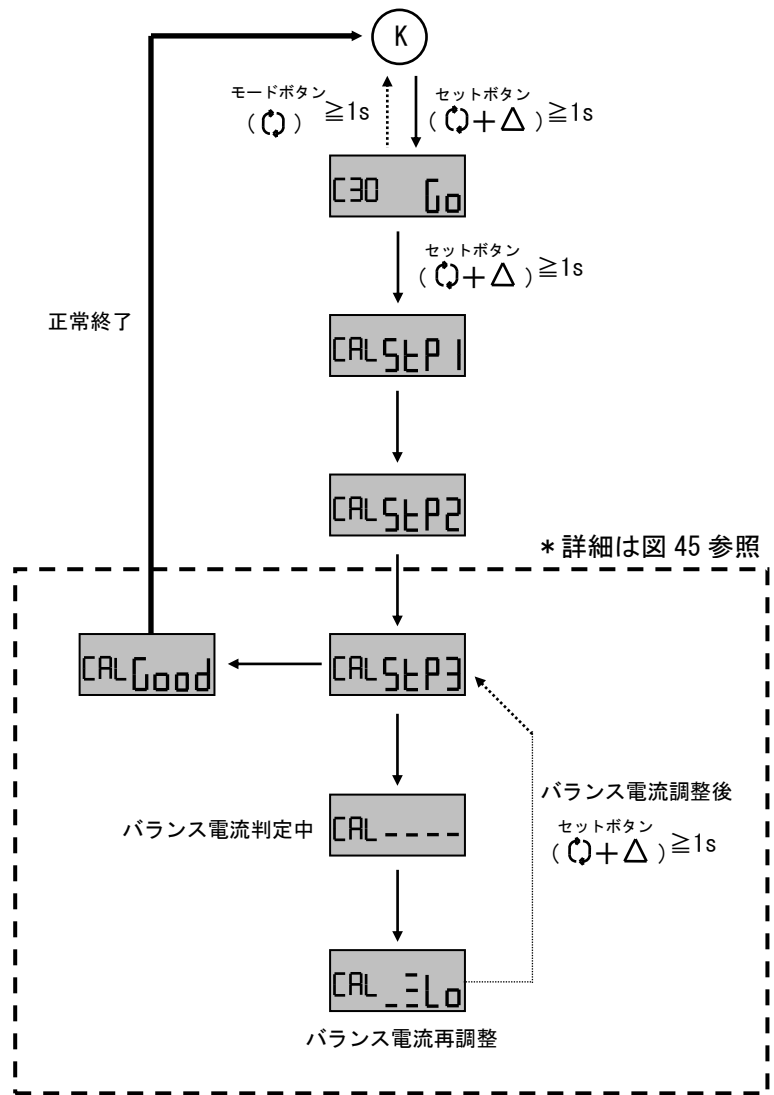 K
モードボタン
( ) ≧1s
セットボタン
( + △ ) ≧1s
C30 Go
セットボタン
( + △ ) ≧1s
正常終了
CAL StP1
CAL StP2
*詳細は図 45 参照
CAL Good
CAL StP3
バランス電流判定中
CAL ----
バランス電流調整後
セットボタン
( + △ ) ≧1s
CAL _ΞLo
バランス電流再調整